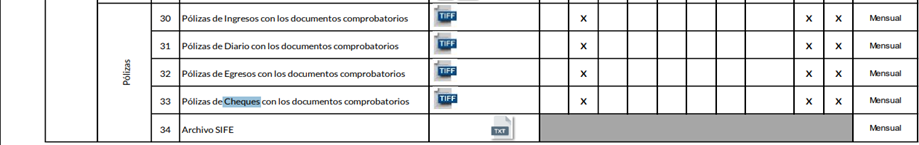 Pólizas
30 Pólizas de Ingresos con los documentos comprobatorios TIFF X X X Mensual
31 Pólizas de Diario con los documentos comprobatorios TIFF X X X Mensual
32 Pólizas de Egresos con los documentos comprobatorios TIFF X X X Mensual
33 Pólizas de Cheques con los documentos comprobatorios TIFF X X X Mensual
34 Archivo SIFE TXT Mensual